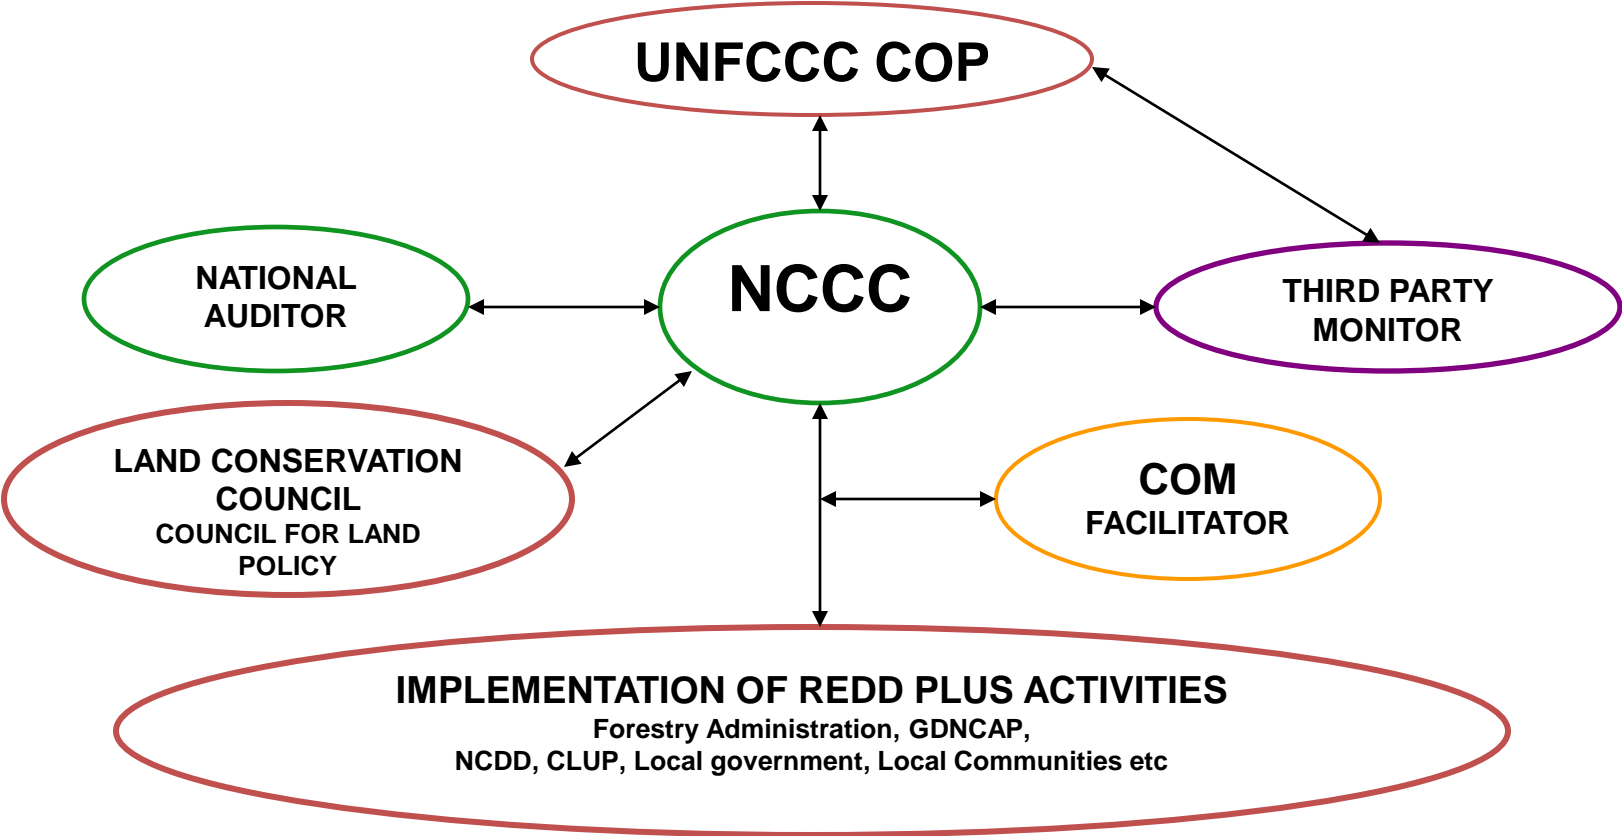 UNFCCC COP
NATIONAL
AUDITOR
NCCC
THIRD PARTY
MONITOR
LAND CONSERVATION
COUNCIL
COUNCIL FOR LAND
POLICY
COM
FACILITATOR
IMPLEMENTATION OF REDD PLUS ACTIVITIES
Forestry Administration, GDNCAP,
NCDD, CLUP, Local government, Local Communities etc